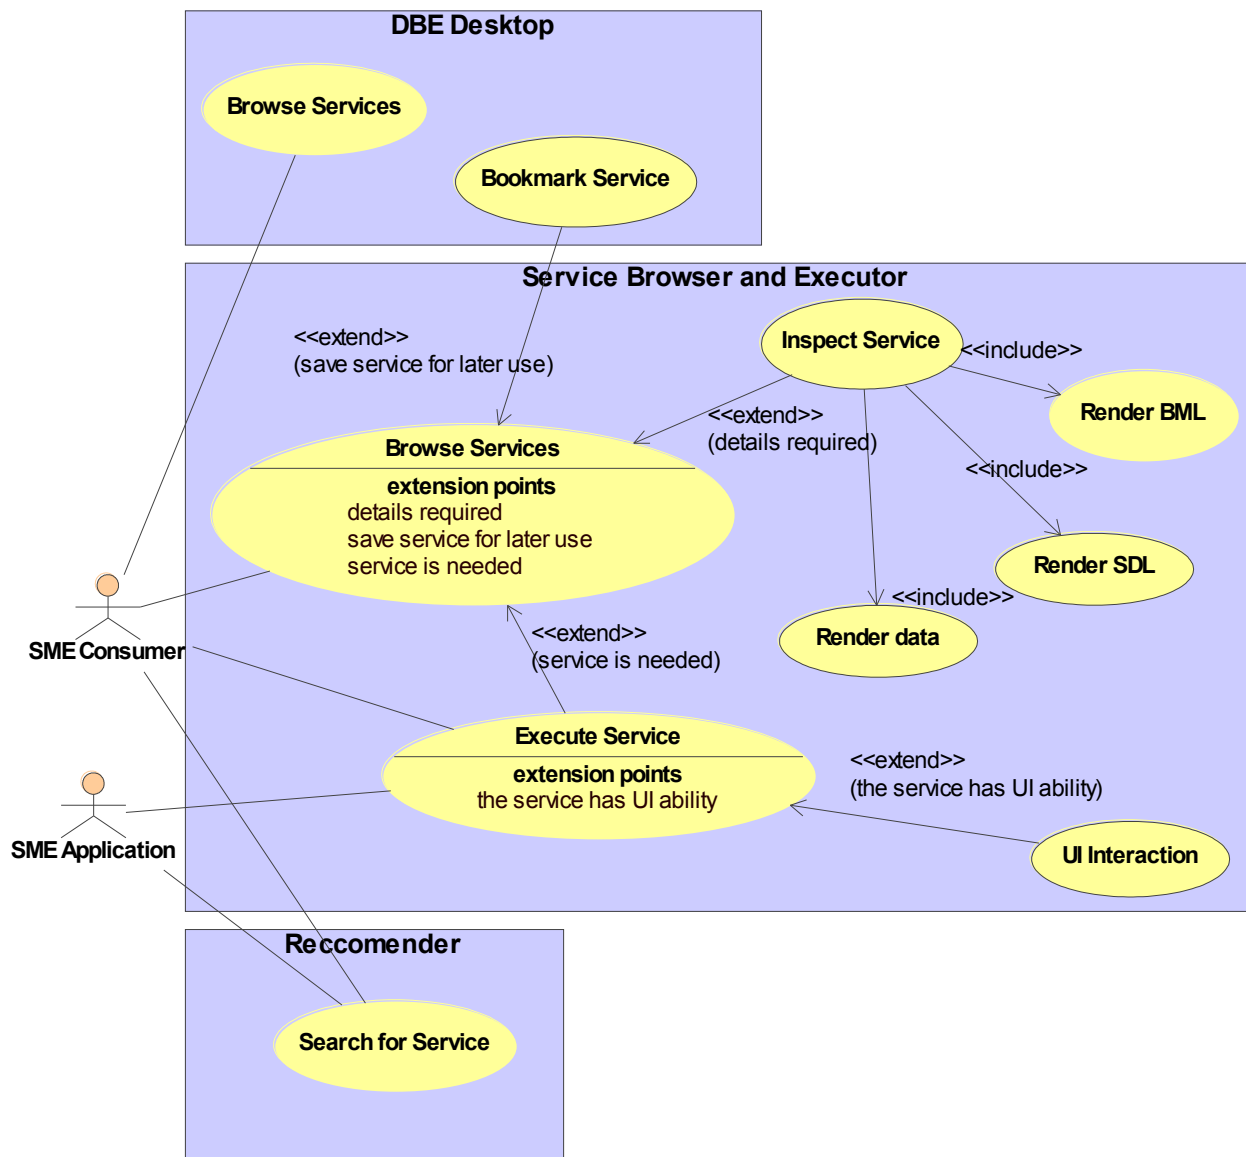 DBE Desktop
Browse Services
Bookmark Service
Service Browser and Executor
<<extend>>
(save service for later use)
Inspect Service
<<include>>
Render BML
<<extend>>
(details required)
Browse Services
extension points
details required
save service for later use
service is needed
<<include>>
Render SDL
<<include>>
Render data
SME Consumer
<<extend>>
(service is needed)
Execute Service
extension points
the service has UI ability
<<extend>>
(the service has UI ability)
SME Application
UI Interaction
Reccomender
Search for Service